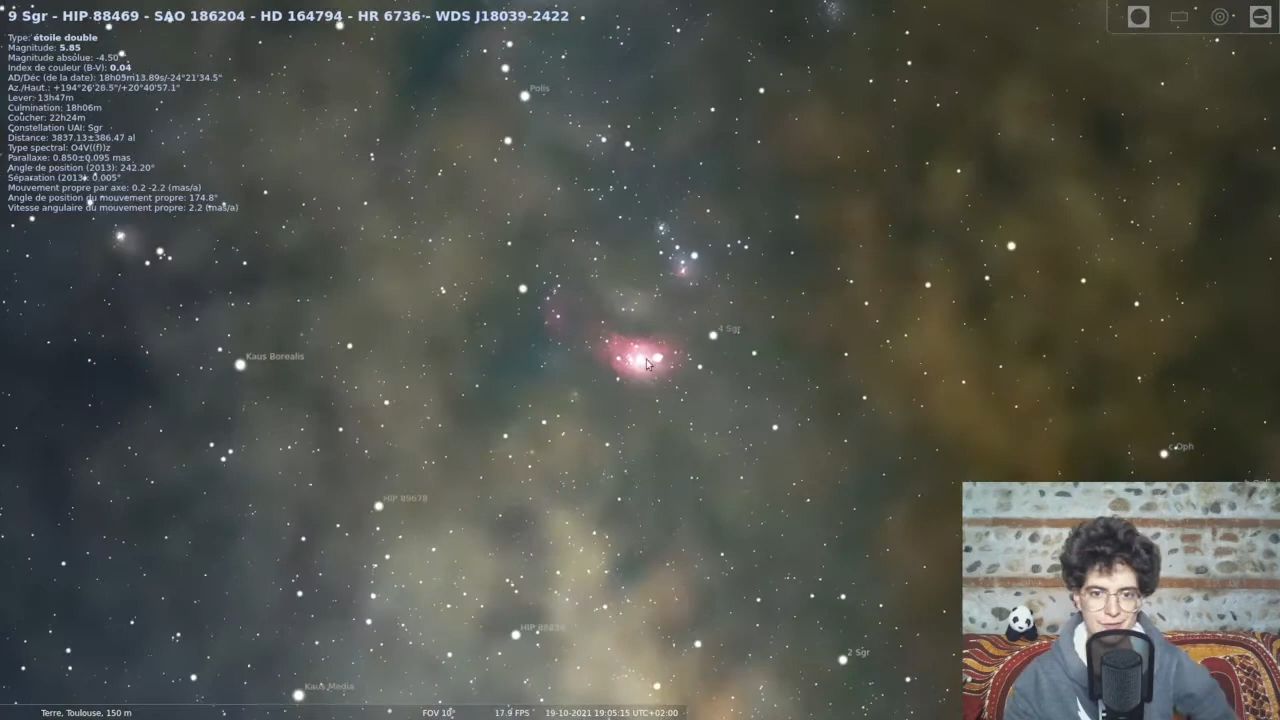 9 Sgr - HIP 88469 - SAO 186204 - HD 164794 - HR 6736 - WDS J18039-2422
Type: étoile double
Magnitude: 5.85
Magnitude absolue: -4.50
Index de couleur (B-V): 0.04
AD/Déc (de la date): 18h05m13.89s/-24°21'34.5"
Az./Haut.: +194°26'28.5"/+20°40'57.1"
Lever: 13h47m
Culmination: 18h06m
Coucher: 22h24m
Constellation UAI: Sgr
Distance: 3837.13±386.47 al
Type spectral: O4V((f))z
Parallaxe: 0.850±0.095 mas
Angle de position (2013): 242.20°
Séparation (2013): 0.005"
Mouvement propre par axe: 0.2 -2.2 (mas/a)
Angle de position du mouvement propre: 174.8°
Vitesse angulaire du mouvement propre: 2.2 (mas/a)
Polis
4 Sgr
Kaus Borealis
c Oph
HIP 89678
2 Sgr
Kaus Media
Terre, Toulouse, 150 m
FOV 10°
17.9 FPS
19-10-2021 19:05:15 UTC+02:00